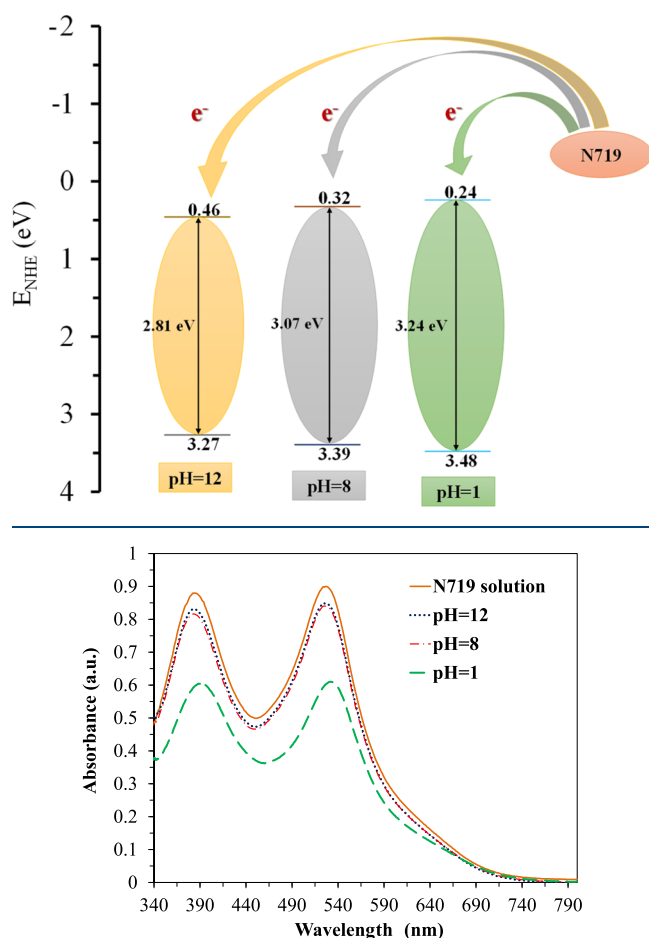 -2
-1
0
1
2
3
4
E_NHE (eV)
e⁻
e⁻
e⁻
N719
0.46
0.32
0.24
2.81 eV
3.07 eV
3.24 eV
3.27
3.39
3.48
pH=12
pH=8
pH=1
1
0.9
0.8
0.7
0.6
0.5
0.4
0.3
0.2
0.1
0
Absorbance (a.u.)
N719 solution
pH=12
pH=8
pH=1
340 390 440 490 540 590 640 690 740 790
Wavelength (nm)